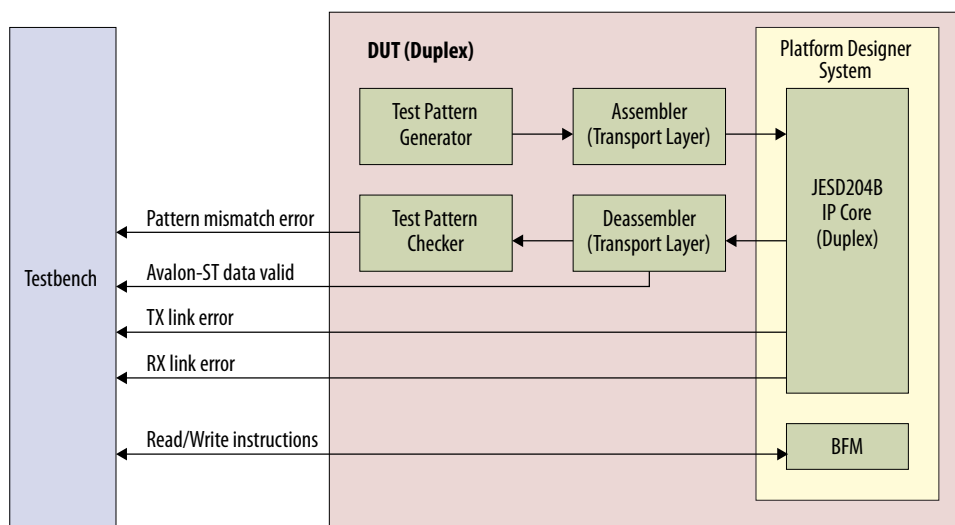 DUT (Duplex)
Platform Designer
System
Test Pattern
Generator
Assembler
(Transport Layer)
JESD204B
IP Core
(Duplex)
Pattern mismatch error
Test Pattern
Checker
Deassembler
(Transport Layer)
Testbench
Avalon-ST data valid
TX link error
RX link error
Read/Write instructions
BFM